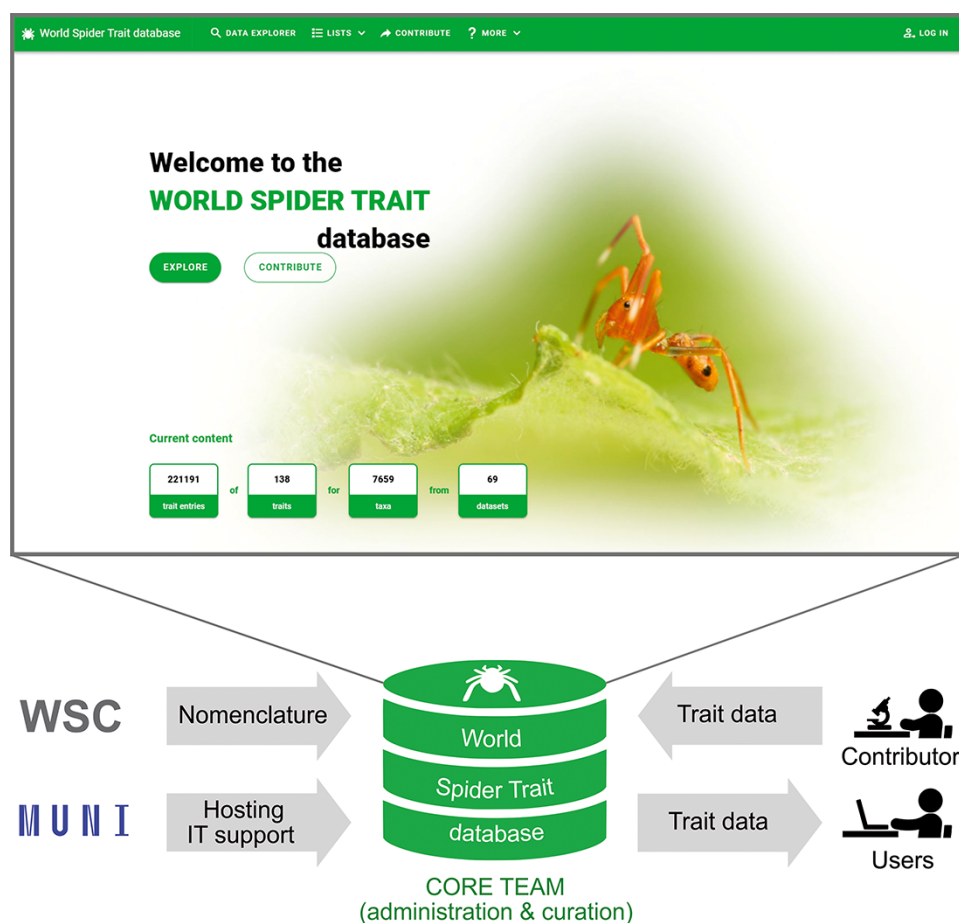 World Spider Trait database
DATA EXPLORER
LISTS
CONTRIBUTE
MORE
LOG IN
Welcome to the
WORLD SPIDER TRAIT
database
EXPLORE
CONTRIBUTE
Current content
221191
trait entries
of
138
traits
for
7659
taxa
from
69
datasets
WSC
Nomenclature
MUNI
Hosting
IT support
World
Spider Trait
database
Trait data
Contributor
Trait data
Users
CORE TEAM
(administration & curation)